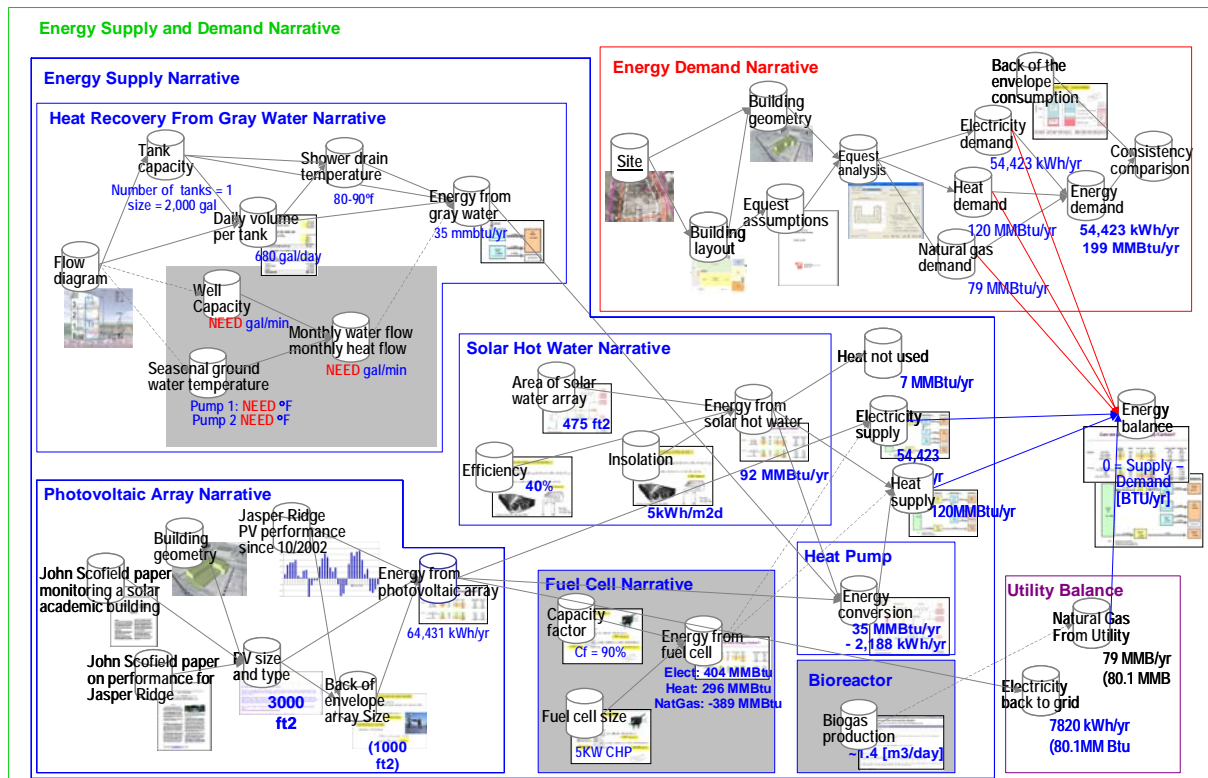 Energy Supply and Demand Narrative
Energy Supply Narrative
Heat Recovery From Gray Water Narrative
Tank
capacity
Number of tanks = 1
size = 2,000 gal
Shower drain
temperature
80-90°f
Daily volume
per tank
680 gal/day
Energy from
gray water
35 mmbtu/yr
Flow
diagram
Well
Capacity
NEED gal/min
Monthly water flow
monthly heat flow
NEED gal/min
Seasonal ground
water temperature
Pump 1: NEED °F
Pump 2 NEED °F
Energy Demand Narrative
Site
Building
geometry
Building
layout
Equest
assumptions
Equest
analysis
Back of the
envelope
consumption
Electricity
demand
54,423 kWh/yr
Heat
demand
120 MMBtu/yr
Natural gas
demand
79 MMBtu/yr
Energy
demand
54,423 kWh/yr
199 MMBtu/yr
Consistency
comparison
Solar Hot Water Narrative
Area of solar
water array
475 ft2
Efficiency
40%
Insolation
5kWh/m2d
Energy from
solar hot water
92 MMBtu/yr
Heat not used
7 MMBtu/yr
Electricity
supply
54,423
/yr
Heat
supply
120MMBtu/yr
Energy
balance
0 = Supply –
Demand
[BTU/yr]
Photovoltaic Array Narrative
Building
geometry
Jasper Ridge
PV performance
since 10/2002
John Scofield paper
monitoring a solar
academic building
John Scofield paper
on performance for
Jasper Ridge
PV size
and type
3000
ft2
Back of
envelope
array Size
(1000
ft2)
Energy from
photovoltaic array
64,431 kWh/yr
Fuel Cell Narrative
Capacity
factor
Cf = 90%
Fuel cell size
5KW CHP
Energy from
fuel cell
Elect: 404 MMBtu
Heat: 296 MMBtu
NatGas: -389 MMBtu
Heat Pump
Energy
conversion
35 MMBtu/yr
- 2,188 kWh/yr
Bioreactor
Biogas
production
~1.4 [m3/day]
Utility Balance
Natural Gas
From Utility
79 MMB/yr
(80.1 MMB
Electricity
back to grid
7820 kWh/yr
(80.1MM Btu